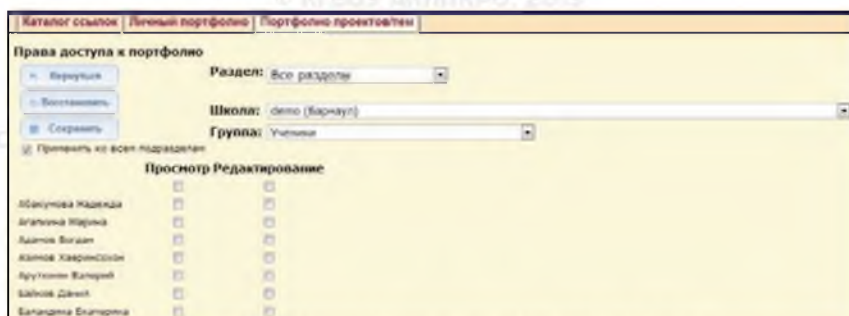 Каталог ссылок | Личный портфолио | Портфолио проектов/тем
Права доступа к портфолио
Вернуться
Раздел: Все разделы
Восстановить
Школа: demo (Барнаул)
Сохранить
Группа: Ученики
Применить ко всем подразделам
Просмотр Редактирование
Абакумова Надежда
Агапкина Марина
Адамов Богдан
Азимов
Арутюнян Валерий
Байков Данил
Баландина Екатерина